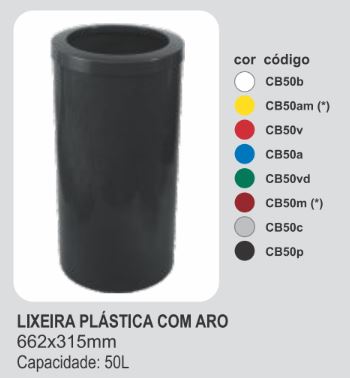 cor código
CB50b
CB50am (*)
CB50v
CB50a
CB50vd
CB50m (*)
CB50c
CB50p
LIXEIRA PLÁSTICA COM ARO
662x315mm
Capacidade: 50L